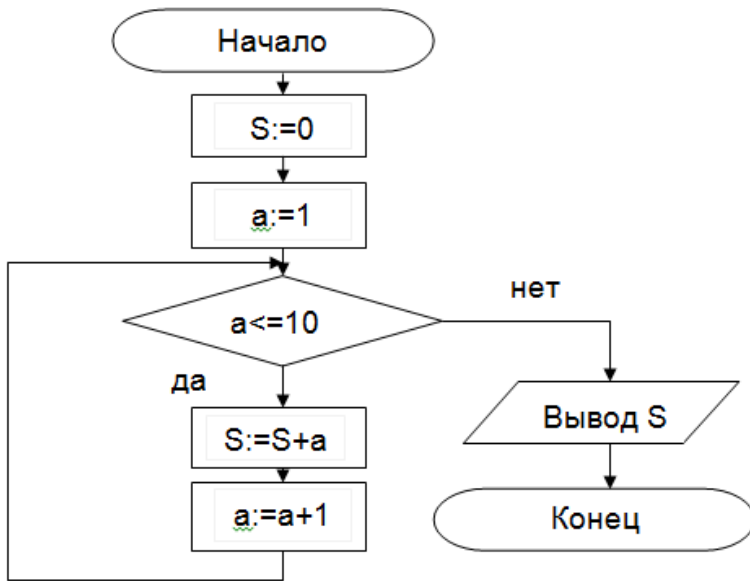 Начало
S:=0
a:=1
a<=10
нет
да
S:=S+a
a:=a+1
Вывод S
Конец